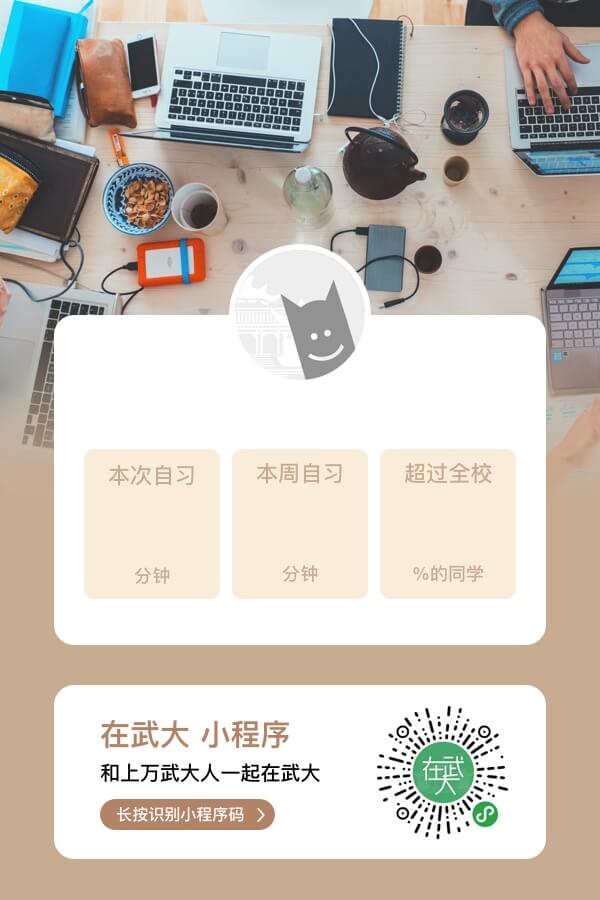 本次自习
本周自习
超过全校
分钟
分钟
%的同学
在武大 小程序
和上万武大人一起在武大
长按识别小程序码
在武大